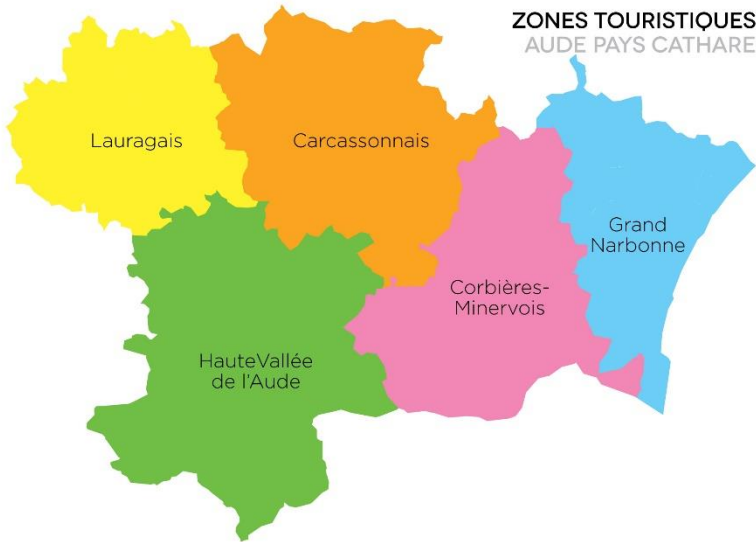 ZONES TOURISTIQUES
AUDE PAYS CATHARE
Lauragais
Carcassonnais
Grand
Narbonne
Corbières-
Minervois
HauteVallée
de l'Aude